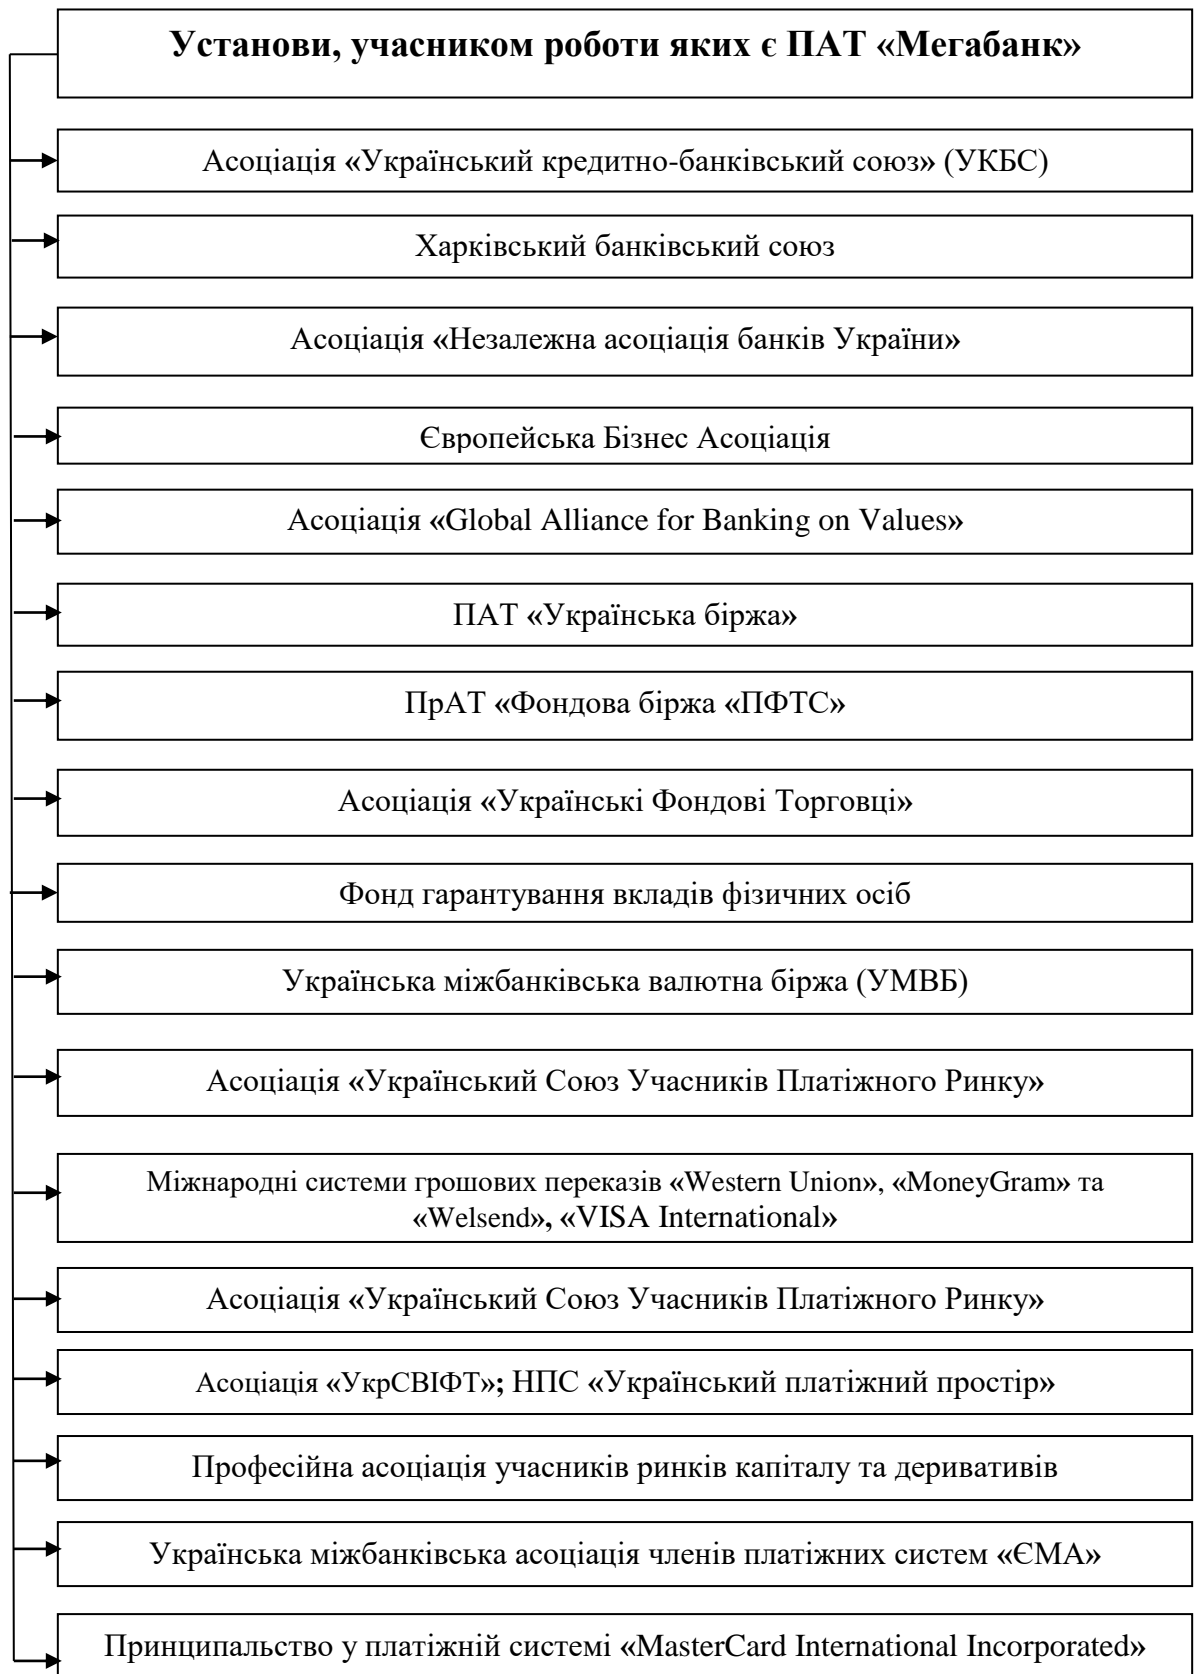 Установи, учасником роботи яких є ПАТ «Мегабанк»
Асоціація «Український кредитно-банківський союз» (УКБС)
Харківський банківський союз
Асоціація «Незалежна асоціація банків України»
Європейська Бізнес Асоціація
Асоціація «Global Alliance for Banking on Values»
ПАТ «Українська біржа»
ПрАТ «Фондова біржа «ПФТС»
Асоціація «Українські Фондові Торговці»
Фонд гарантування вкладів фізичних осіб
Українська міжбанківська валютна біржа (УМВБ)
Асоціація «Український Союз Учасників Платіжного Ринку»
Міжнародні системи грошових переказів «Western Union», «MoneyGram» та
«Welsend», «VISA International»
Асоціація «Український Союз Учасників Платіжного Ринку»
Асоціація «УкрСВІФТ»; НПС «Український платіжний простір»
Професійна асоціація учасників ринків капіталу та деривативів
Українська міжбанківська асоціація членів платіжних систем «ЄМА»
Принципальство у платіжній системі «MasterCard International Incorporated»